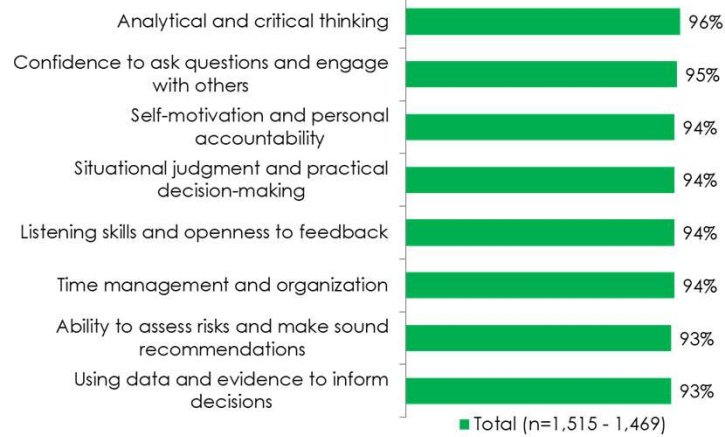 Analytical and critical thinking
96%
Confidence to ask questions and engage
with others
95%
Self-motivation and personal
accountability
94%
Situational judgment and practical
decision-making
94%
Listening skills and openness to feedback
94%
Time management and organization
94%
Ability to assess risks and make sound
recommendations
93%
Using data and evidence to inform
decisions
93%
Total (n=1,515 - 1,469)